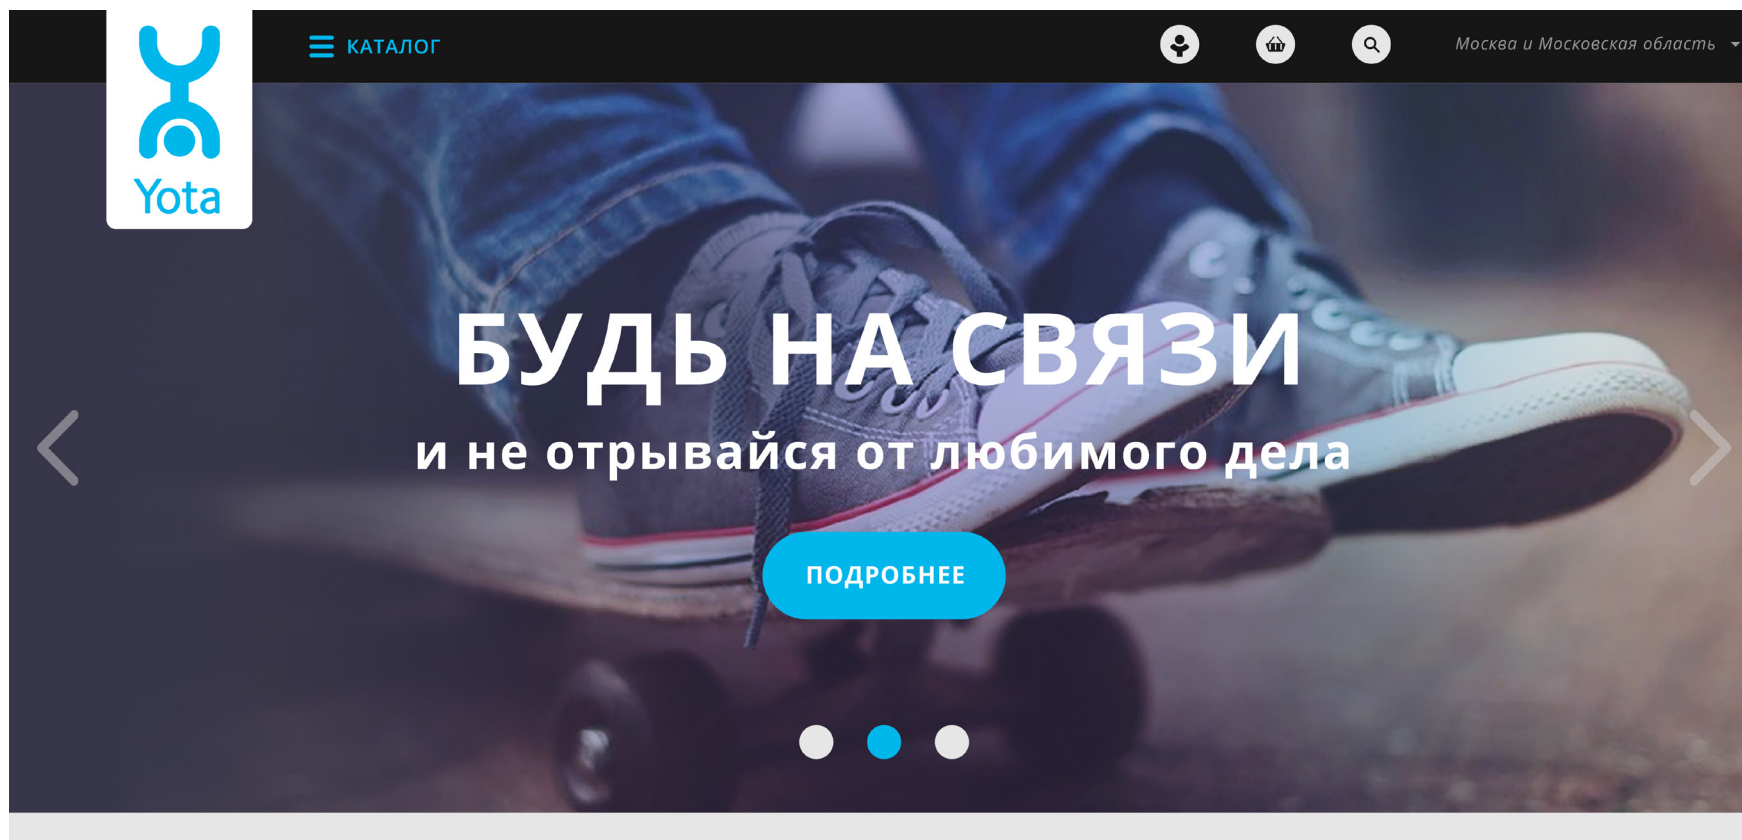 КАТАЛОГ
Москва и Московская область
Yota
БУДЬ НА СВЯЗИ
и не отрывайся от любимого дела
ПОДРОБНЕЕ